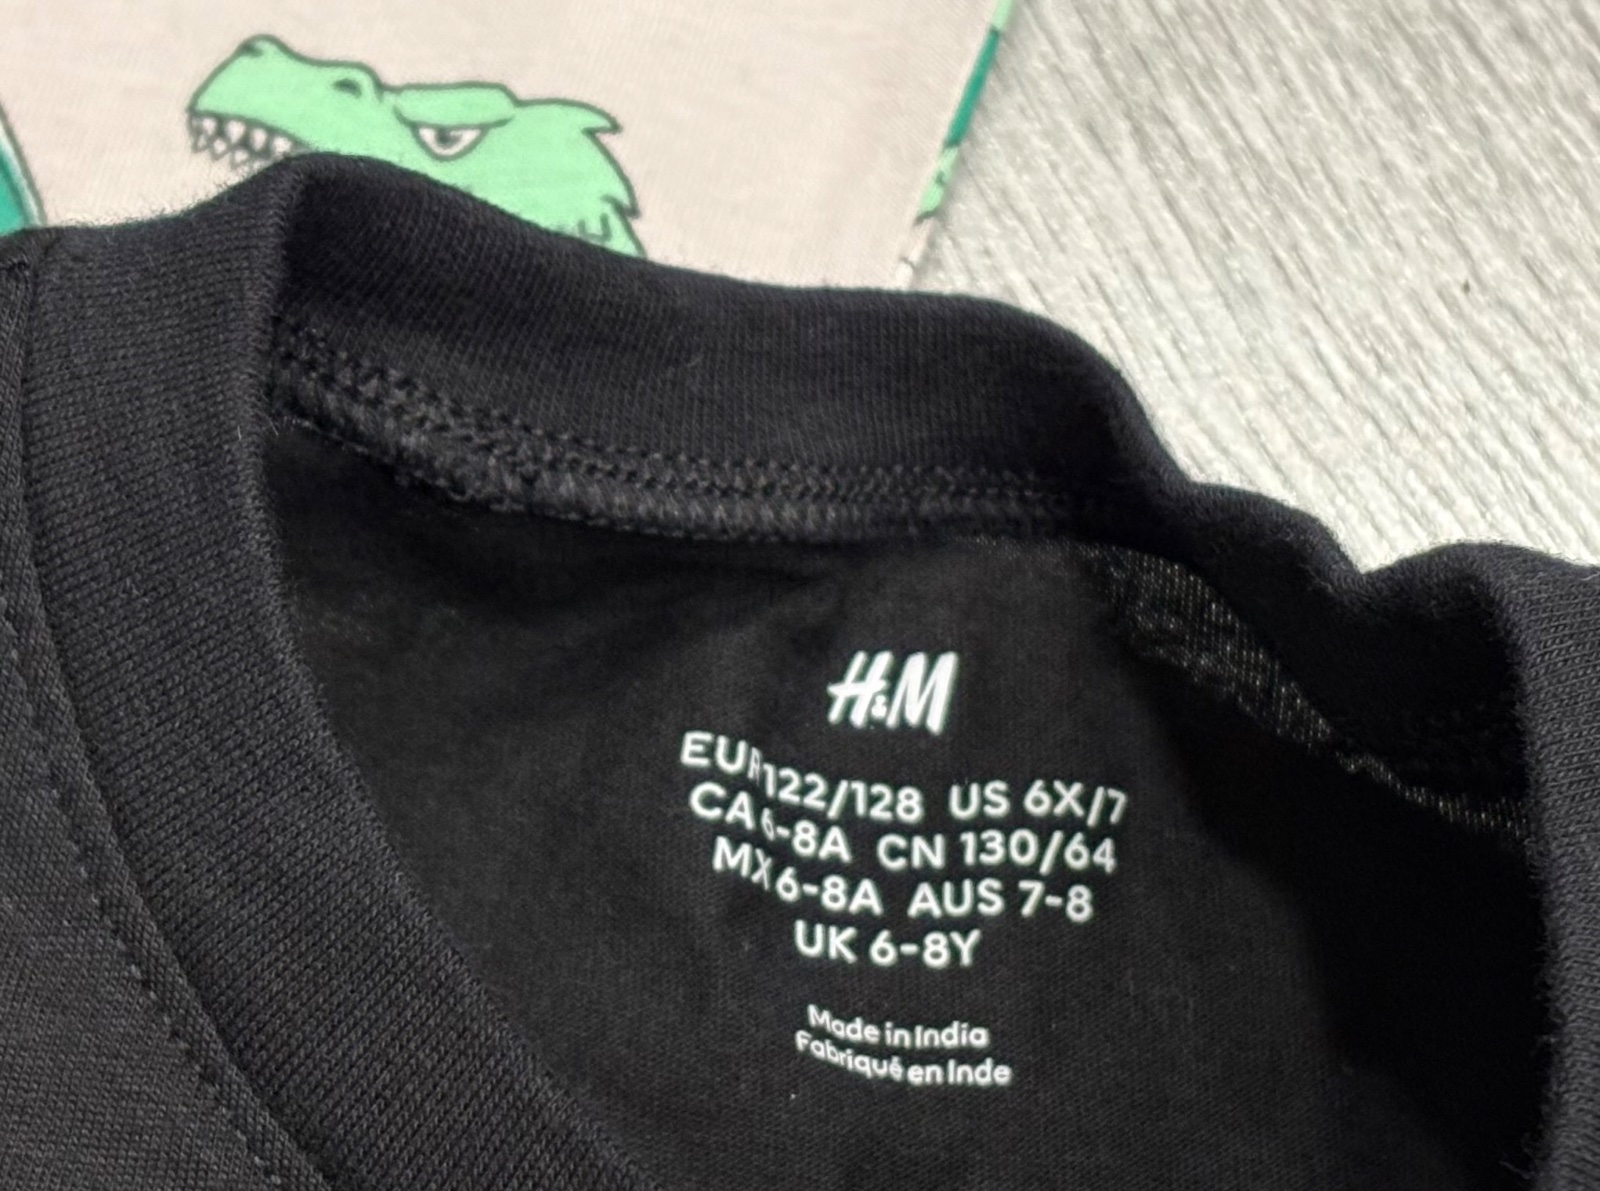 H&M
EUR 122/128 US 6X/7
CA 6-8A CN 130/64
MX 6-8A AUS 7-8
UK 6-8Y
Made in India
Fabriqué en Inde